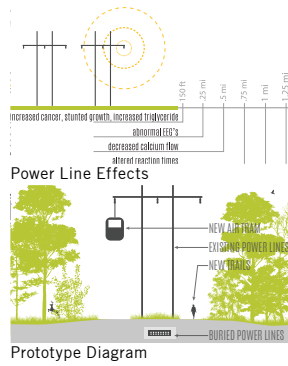 150 ft
.25 mi
.5 mi
.75 mi
1 mi
1.25 mi
increased cancer, stunted growth, increased triglyceride
abnormal EEG's
decreased calcium flow
altered reaction times
Power Line Effects
NEW AIR TRAM
EXISTING POWER LINES
NEW TRAILS
BURIED POWER LINES
Prototype Diagram